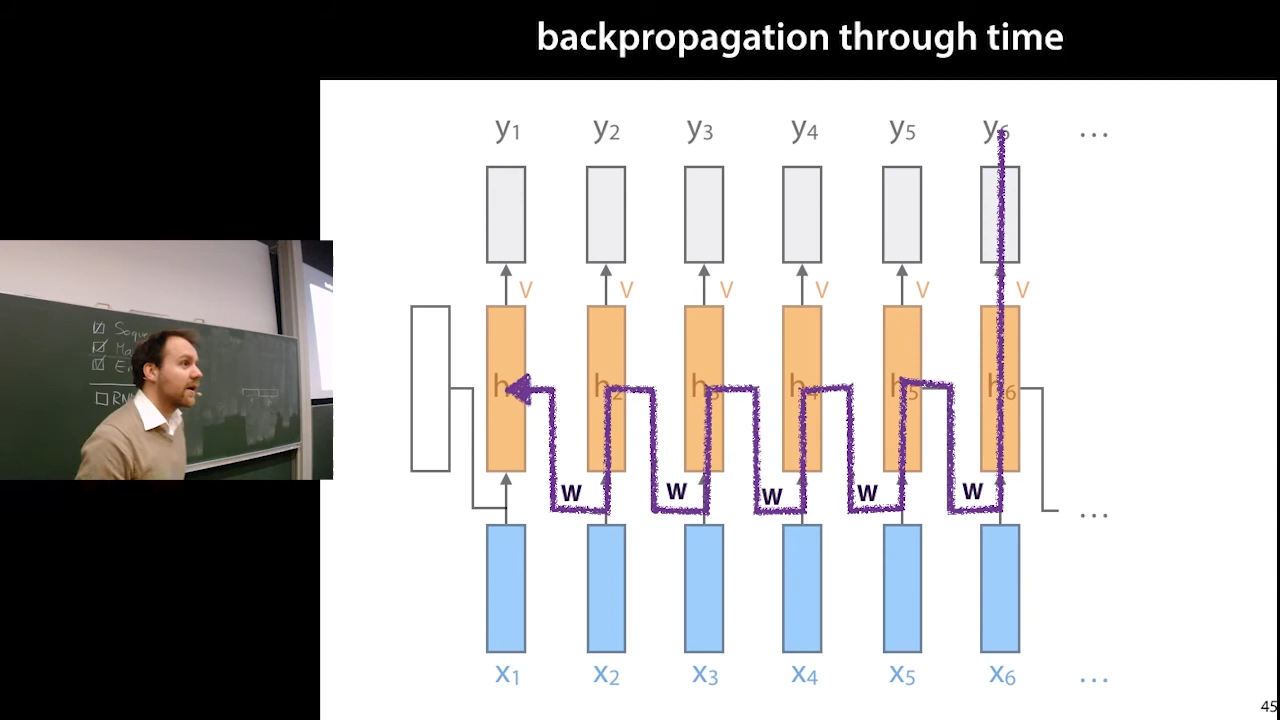 backpropagation through time
y1 y2 y3 y4 y5 y6 ...
V V V V V V
h h2 h3 h4 h5 h6
W W W W W
...
x1 x2 x3 x4 x5 x6 ...
45